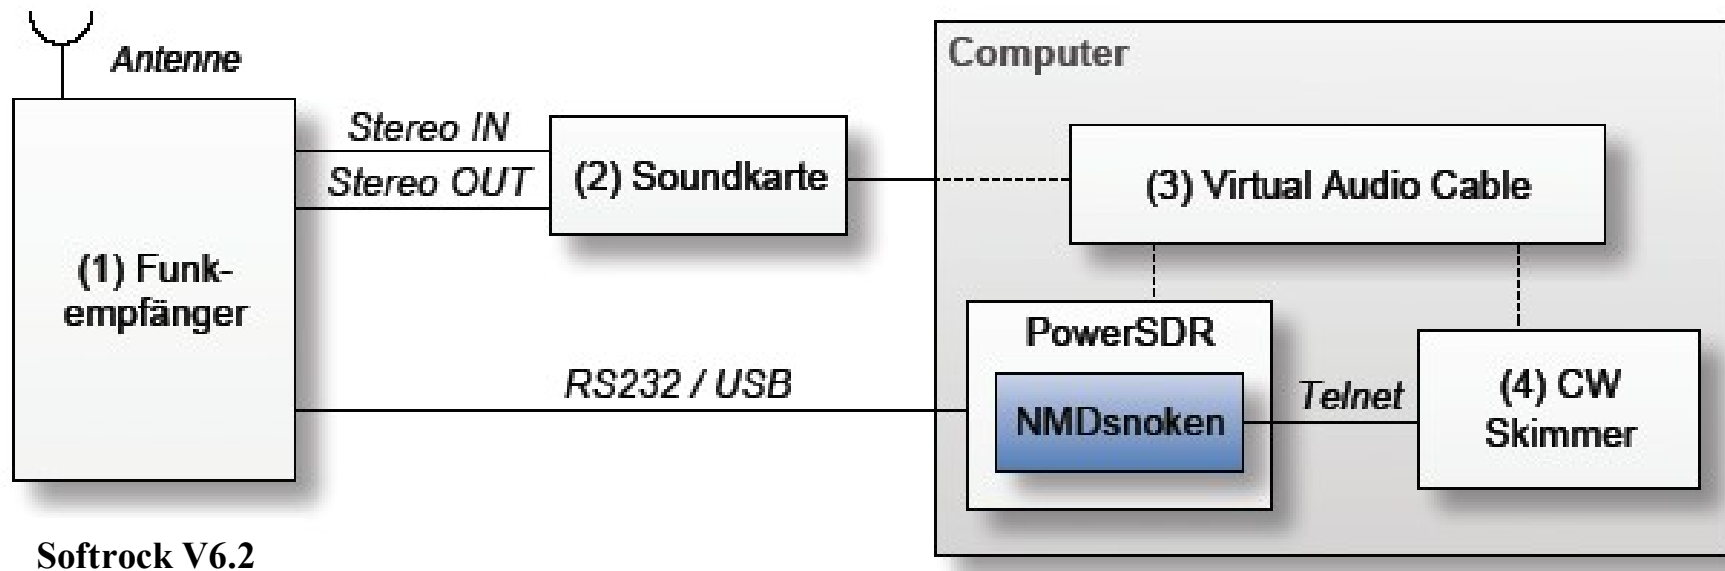 Antenne
Computer
Stereo IN
Stereo OUT
(2) Soundkarte
(3) Virtual Audio Cable
(1) Funk-
empfänger
PowerSDR
RS232 / USB
NMDsnoken
Telnet
(4) CW
Skimmer
Softrock V6.2